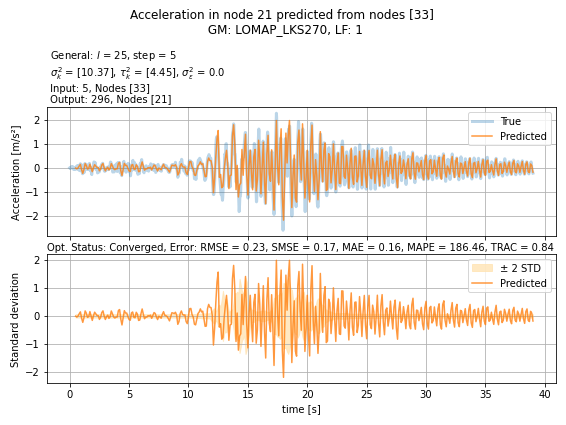 Acceleration in node 21 predicted from nodes [33]
GM: LOMAP_LKS270, LF: 1
General: l = 25, step = 5
σ²ₖ = [10.37], τ²ₖ = [4.45], σ²ε = 0.0
Input: 5, Nodes [33]
Output: 296, Nodes [21]
Acceleration [m/s²]
2
1
0
−1
−2
True
Predicted
Opt. Status: Converged, Error: RMSE = 0.23, SMSE = 0.17, MAE = 0.16, MAPE = 186.46, TRAC = 0.84
Standard deviation
2
1
0
−1
−2
± 2 STD
Predicted
0 5 10 15 20 25 30 35 40
time [s]